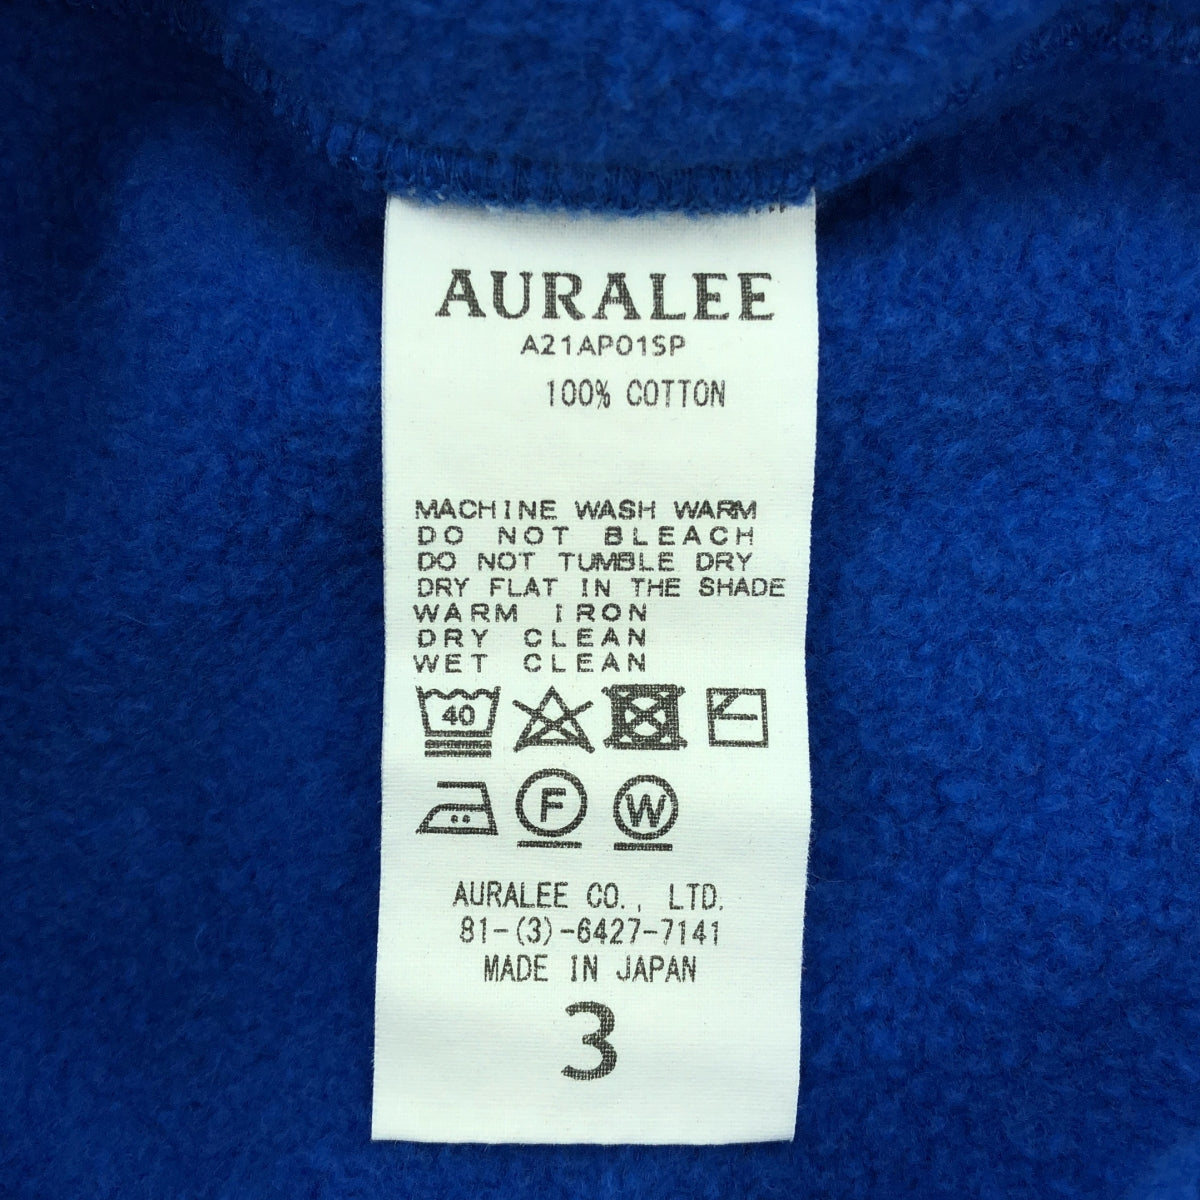 AURALEE
A21AP01SP
100% COTTON
MACHINE WASH WARM
DO NOT BLEACH
DO NOT TUMBLE DRY
DRY FLAT IN THE SHADE
WARM IRON
DRY CLEAN
WET CLEAN
40
F W
AURALEE CO., LTD.
81-(3)-6427-7141
MADE IN JAPAN
3